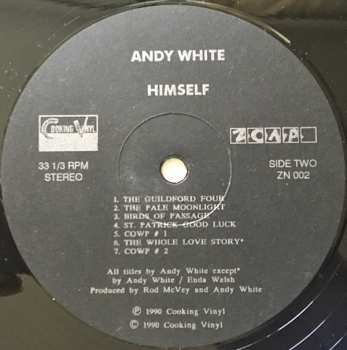 ANDY WHITE
HIMSELF
COOKING VINYL
33 1/3 RPM
STEREO
SIDE TWO
ZN 002
1. THE GUILDFORD FOUR
2. THE PALE MOONLIGHT
3. BIRDS OF PASSAGE
4. ST. PATRICK GOOD LUCK
5. COWP # 1
6. THE WHOLE LOVE STORY*
7. COWP # 2
All titles by Andy White except*
by Andy White / Enda Walsh
Produced by Rod McVey and Andy White
℗ 1990 Cooking Vinyl
© 1990 Cooking Vinyl